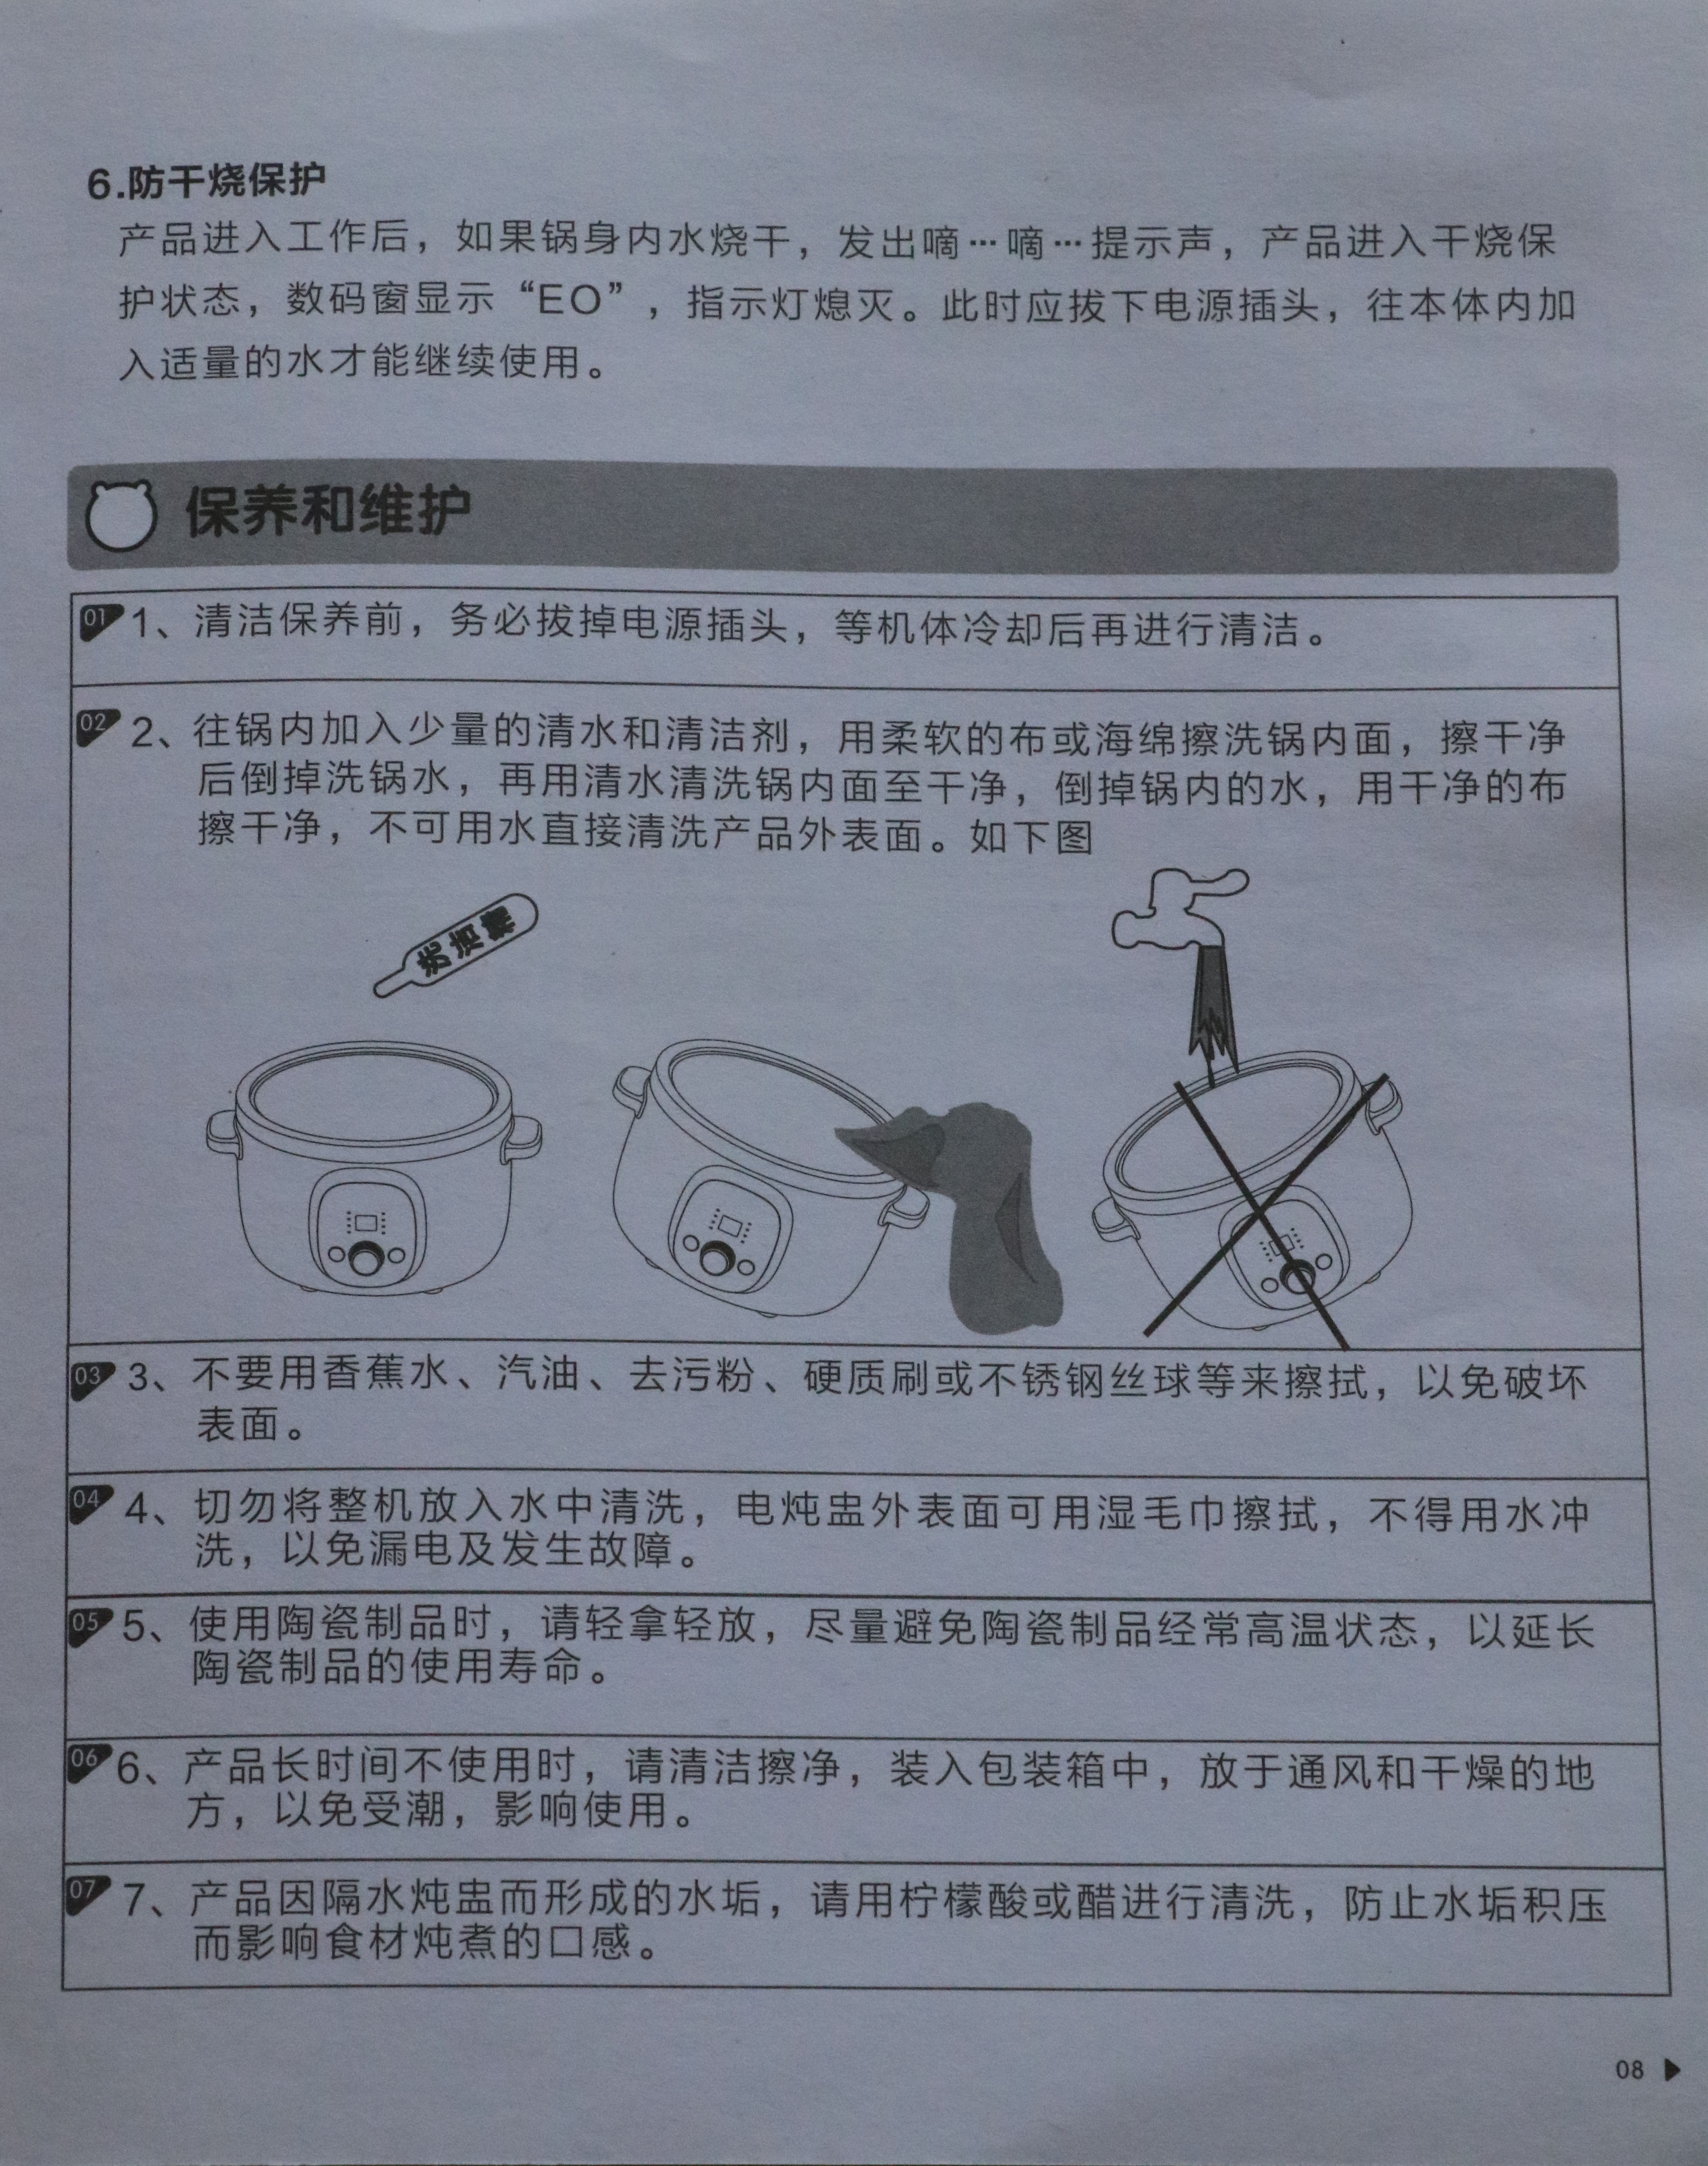 6.防干烧保护
产品进入工作后，如果锅身内水烧干，发出嘀…嘀…提示声，产品进入干烧保
护状态，数码窗显示“EO”，指示灯熄灭。此时应拔下电源插头，往本体内加
入适量的水才能继续使用。
保养和维护
01 1、清洁保养前，务必拔掉电源插头，等机体冷却后再进行清洁。
02 2、往锅内加入少量的清水和清洁剂，用柔软的布或海绵擦洗锅内面，擦干净
后倒掉洗锅水，再用清水清洗锅内面至干净，倒掉锅内的水，用干净的布
擦干净，不可用水直接清洗产品外表面。如下图
洗洁精
03 3、不要用香蕉水、汽油、去污粉、硬质刷或不锈钢丝球等来擦拭，以免破坏
表面。
04 4、切勿将整机放入水中清洗，电炖盅外表面可用湿毛巾擦拭，不得用水冲
洗，以免漏电及发生故障。
05 5、使用陶瓷制品时，请轻拿轻放，尽量避免陶瓷制品经常高温状态，以延长
陶瓷制品的使用寿命。
06 6、产品长时间不使用时，请清洁擦净，装入包装箱中，放于通风和干燥的地
方，以免受潮，影响使用。
07 7、产品因隔水炖盅而形成的水垢，请用柠檬酸或醋进行清洗，防止水垢积压
而影响食材炖煮的口感。
08